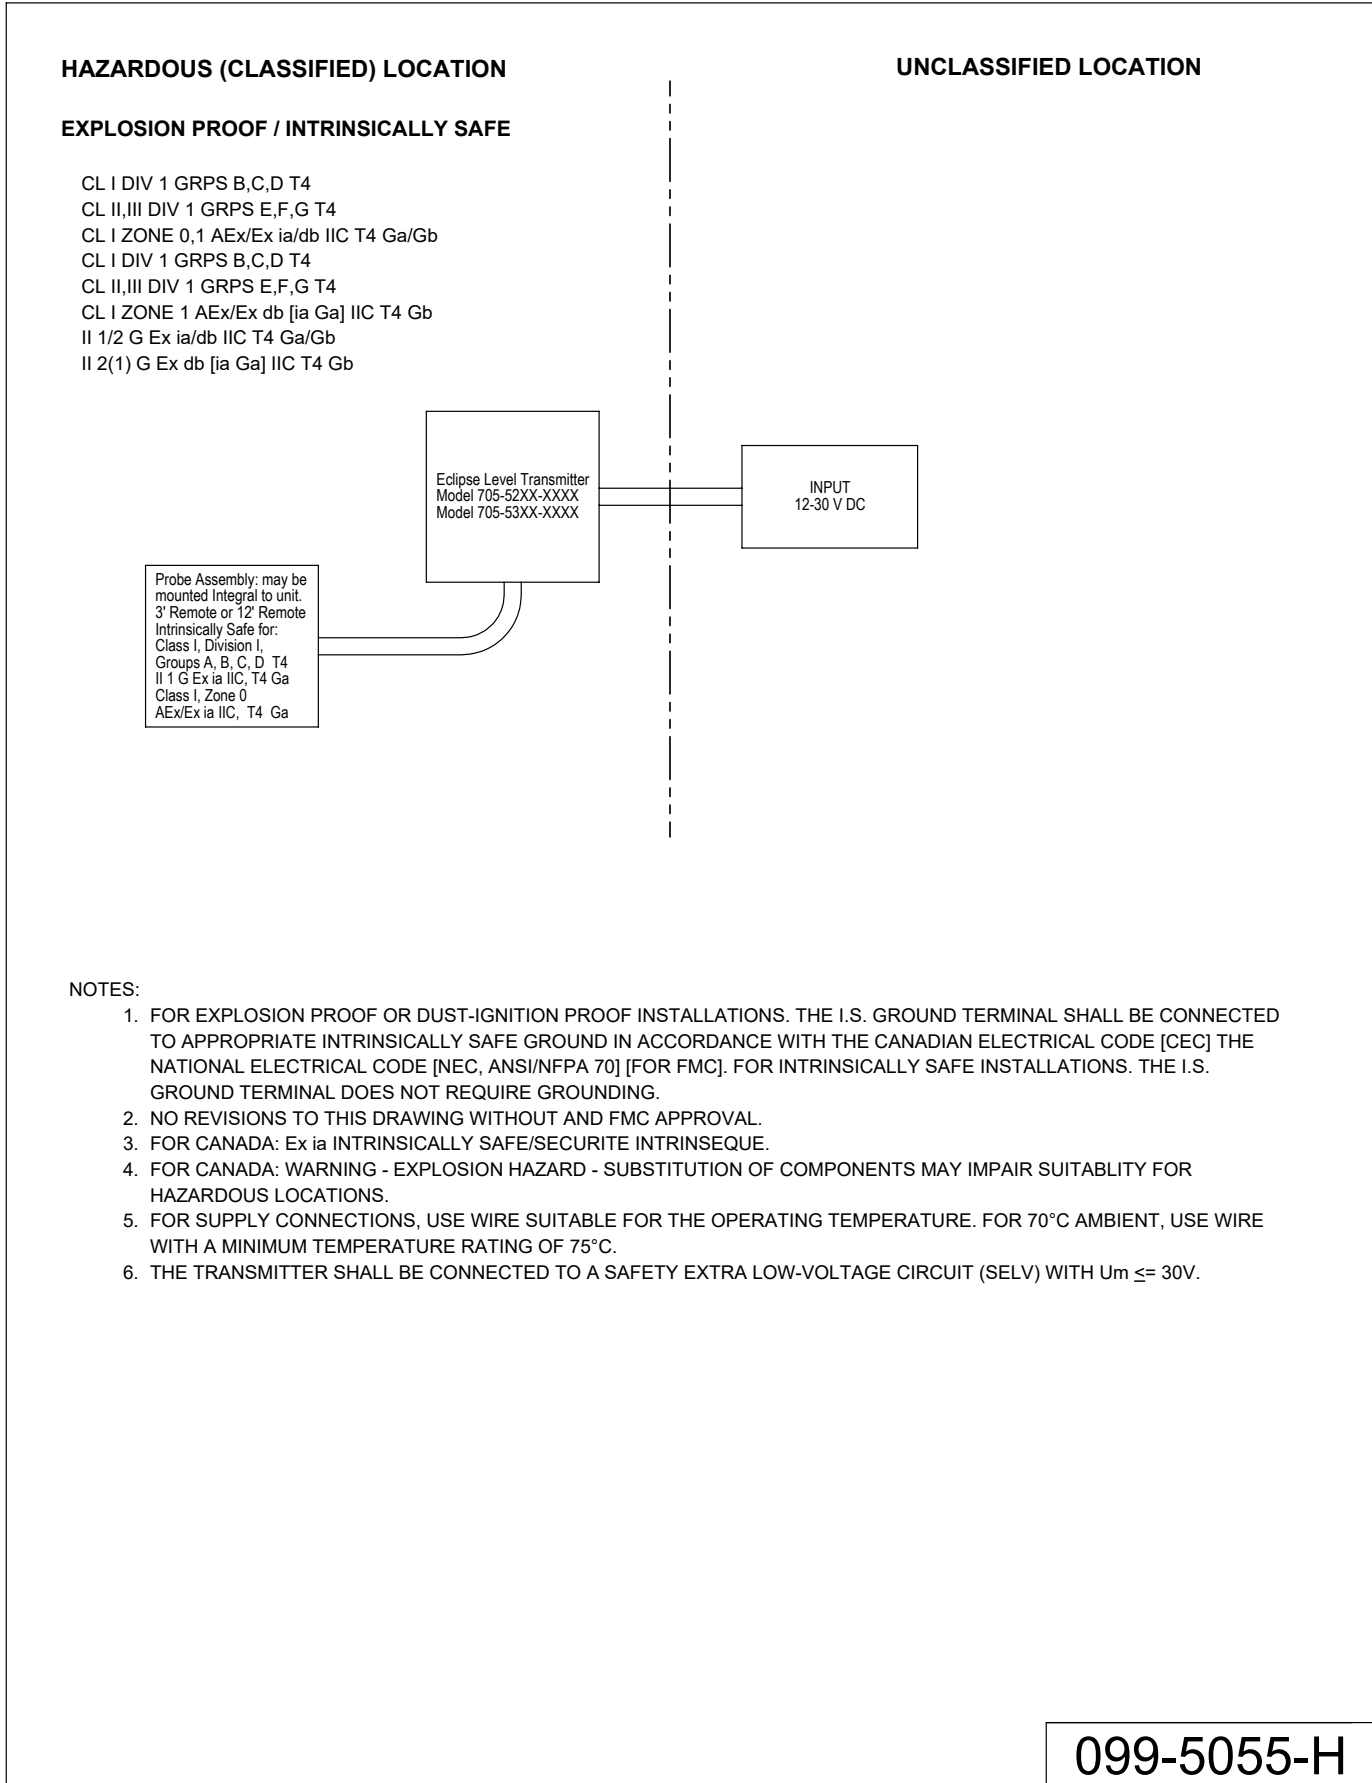 HAZARDOUS (CLASSIFIED) LOCATION
UNCLASSIFIED LOCATION
EXPLOSION PROOF / INTRINSICALLY SAFE
CL I DIV 1 GRPS B,C,D T4
CL II,III DIV 1 GRPS E,F,G T4
CL I ZONE 0,1 AEx/Ex ia/db IIC T4 Ga/Gb
CL I DIV 1 GRPS B,C,D T4
CL II,III DIV 1 GRPS E,F,G T4
CL I ZONE 1 AEx/Ex db [ia Ga] IIC T4 Gb
II 1/2 G Ex ia/db IIC T4 Ga/Gb
II 2(1) G Ex db [ia Ga] IIC T4 Gb
Eclipse Level Transmitter
Model 705-52XX-XXXX
Model 705-53XX-XXXX
INPUT
12-30 V DC
Probe Assembly: may be
mounted Integral to unit.
3' Remote or 12' Remote
Intrinsically Safe for:
Class I, Division I,
Groups A, B, C, D T4
II 1 G Ex ia IIC, T4 Ga
Class I, Zone 0
AEx/Ex ia IIC, T4 Ga
NOTES:
1. FOR EXPLOSION PROOF OR DUST-IGNITION PROOF INSTALLATIONS. THE I.S. GROUND TERMINAL SHALL BE CONNECTED
TO APPROPRIATE INTRINSICALLY SAFE GROUND IN ACCORDANCE WITH THE CANADIAN ELECTRICAL CODE [CEC] THE
NATIONAL ELECTRICAL CODE [NEC, ANSI/NFPA 70] [FOR FMC]. FOR INTRINSICALLY SAFE INSTALLATIONS. THE I.S.
GROUND TERMINAL DOES NOT REQUIRE GROUNDING.
2. NO REVISIONS TO THIS DRAWING WITHOUT AND FMC APPROVAL.
3. FOR CANADA: Ex ia INTRINSICALLY SAFE/SECURITE INTRINSEQUE.
4. FOR CANADA: WARNING - EXPLOSION HAZARD - SUBSTITUTION OF COMPONENTS MAY IMPAIR SUITABLITY FOR
HAZARDOUS LOCATIONS.
5. FOR SUPPLY CONNECTIONS, USE WIRE SUITABLE FOR THE OPERATING TEMPERATURE. FOR 70°C AMBIENT, USE WIRE
WITH A MINIMUM TEMPERATURE RATING OF 75°C.
6. THE TRANSMITTER SHALL BE CONNECTED TO A SAFETY EXTRA LOW-VOLTAGE CIRCUIT (SELV) WITH Um <= 30V.
099-5055-H